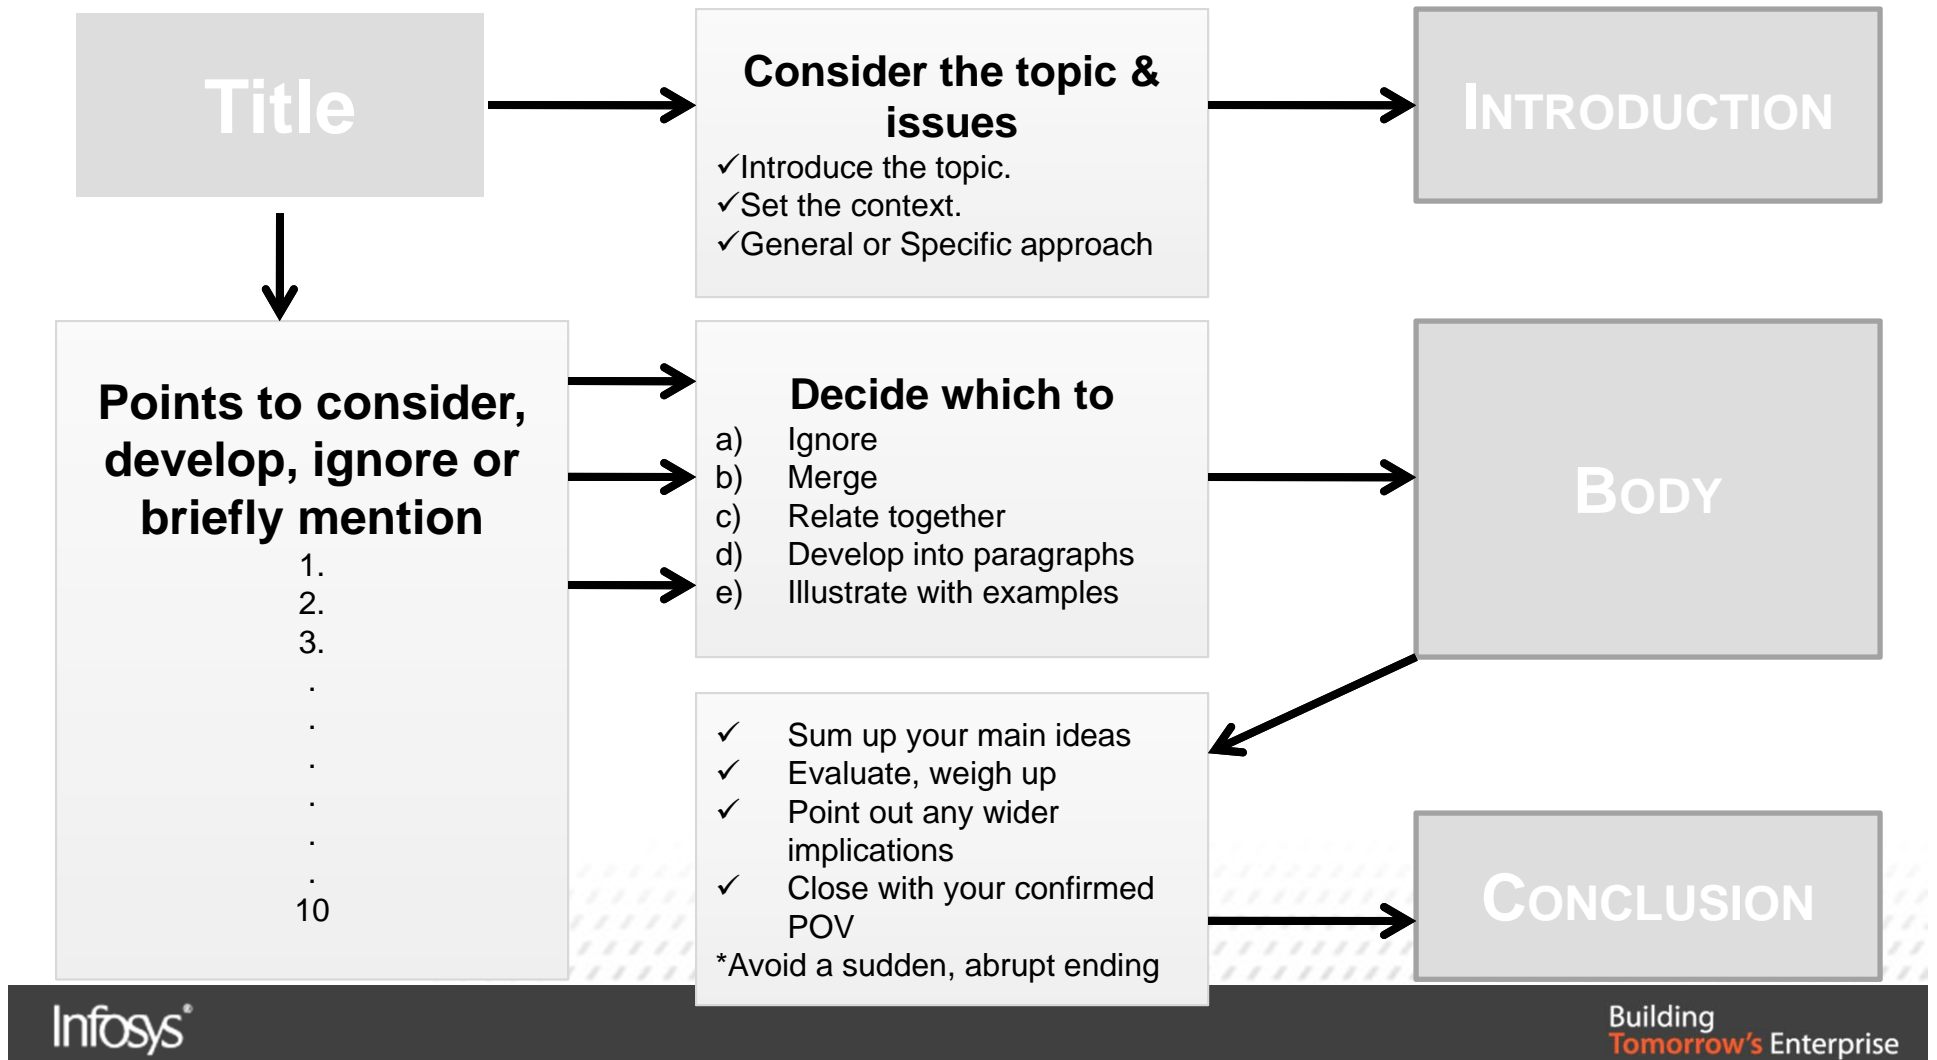 Title
Consider the topic &
issues
✓Introduce the topic.
✓Set the context.
✓General or Specific approach
INTRODUCTION
Points to consider,
develop, ignore or
briefly mention
1.
2.
3.
.
.
.
.
.
.
10
Decide which to
a) Ignore
b) Merge
c) Relate together
d) Develop into paragraphs
e) Illustrate with examples
BODY
✓ Sum up your main ideas
✓ Evaluate, weigh up
✓ Point out any wider
implications
✓ Close with your confirmed
POV
*Avoid a sudden, abrupt ending
CONCLUSION
Infosys®
Building
Tomorrow's Enterprise